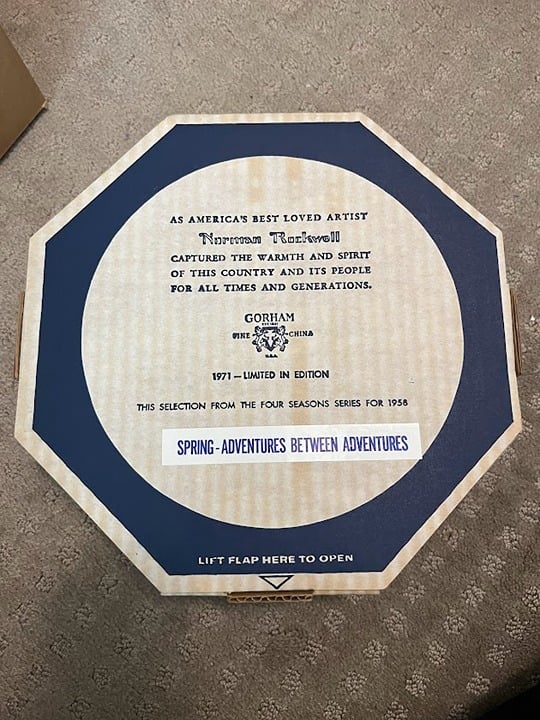 AS AMERICA'S BEST LOVED ARTIST
Norman Rockwell
CAPTURED THE WARMTH AND SPIRIT
OF THIS COUNTRY AND ITS PEOPLE
FOR ALL TIMES AND GENERATIONS.
GORHAM
EST. 1831
FINE CHINA
U.S.A.
1971—LIMITED IN EDITION
THIS SELECTION FROM THE FOUR SEASONS SERIES FOR 1958
SPRING-ADVENTURES BETWEEN ADVENTURES
LIFT FLAP HERE TO OPEN